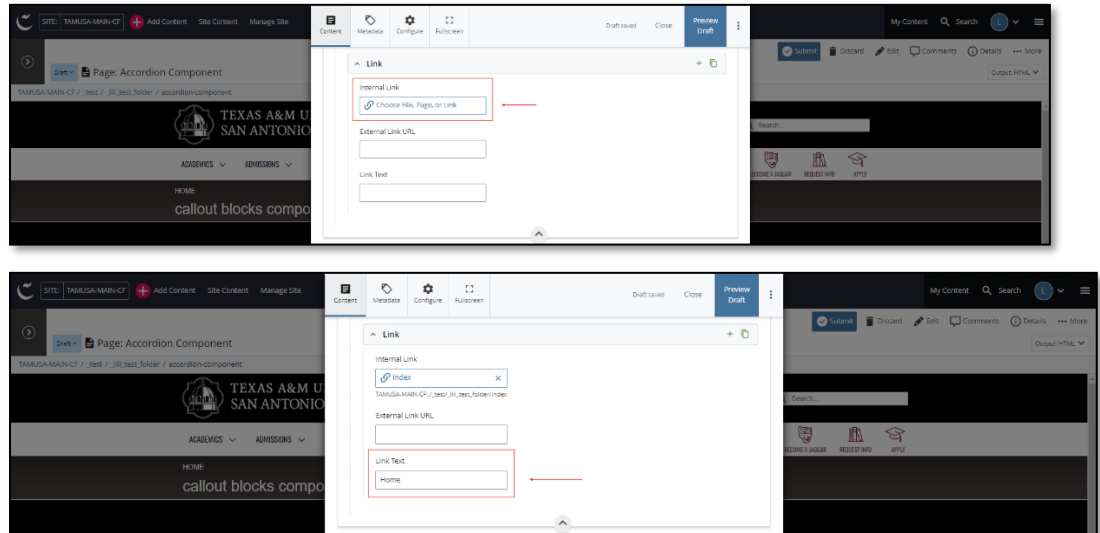 SITE: TAMUSA-MAIN-CF Add Content Site Content Manage Site
Content Metadata Configure Fullscreen
Draft saved Close Preview Draft
My Content Search L
Submit Discard Edit Comments Details More
Draft Page: Accordion Component
Output: HTML
TAMUSA-MAIN-CF / _test / _lili_test_folder / accordion-component
Link
Internal Link
Choose File, Page, or Link
External Link URL
Link Text
TEXAS A&M U
SAN ANTONIO
Search...
ACADEMICS ADMISSIONS
BECOME A JAGUAR REQUEST INFO APPLY
HOME
callout blocks compo
SITE: TAMUSA-MAIN-CF Add Content Site Content Manage Site
Content Metadata Configure Fullscreen
Draft saved Close Preview Draft
My Content Search L
Submit Discard Edit Comments Details More
Draft Page: Accordion Component
Output: HTML
TAMUSA-MAIN-CF / _test / _lili_test_folder / accordion-component
Link
Internal Link
Index
TAMUSA-MAIN-CF: /_test/_lili_test_folder/index
External Link URL
Link Text
Home
TEXAS A&M U
SAN ANTONIO
Search...
ACADEMICS ADMISSIONS
BECOME A JAGUAR REQUEST INFO APPLY
HOME
callout blocks compo